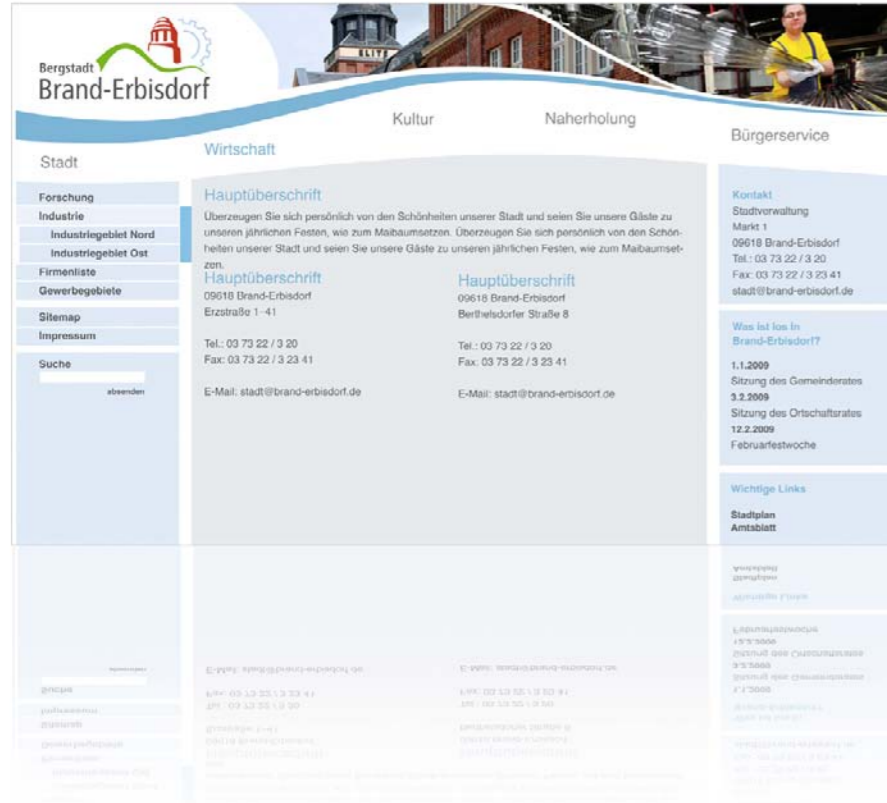 Bergstadt
Brand-Erbisdorf
ELITE
Stadt
Wirtschaft
Kultur
Naherholung
Bürgerservice
Forschung
Industrie
Industriegebiet Nord
Industriegebiet Ost
Firmenliste
Gewerbegebiete
Sitemap
Impressum
Suche
absenden
Hauptüberschrift
Überzeugen Sie sich persönlich von den Schönheiten unserer Stadt und seien Sie unsere Gäste zu
unseren jährlichen Festen, wie zum Maibaumsetzen. Überzeugen Sie sich persönlich von den Schön-
heiten unserer Stadt und seien Sie unsere Gäste zu unseren jährlichen Festen, wie zum Maibaumset-
zen.
Hauptüberschrift
09618 Brand-Erbisdorf
Erzstraße 1–41
Tel.: 03 73 22 / 3 20
Fax: 03 73 22 / 3 23 41
E-Mail: stadt@brand-erbisdorf.de
Hauptüberschrift
09618 Brand-Erbisdorf
Berthelsdorfer Straße 8
Tel.: 03 73 22 / 3 20
Fax: 03 73 22 / 3 23 41
E-Mail: stadt@brand-erbisdorf.de
Kontakt
Stadtverwaltung
Markt 1
09618 Brand-Erbisdorf
Tel.: 03 73 22 / 3 20
Fax: 03 73 22 / 3 23 41
stadt@brand-erbisdorf.de
Was ist los in
Brand-Erbisdorf?
1.1.2009
Sitzung des Gemeinderates
3.2.2009
Sitzung des Ortschaftsrates
12.2.2009
Februarfestwoche
Wichtige Links
Stadtplan
Amtsblatt